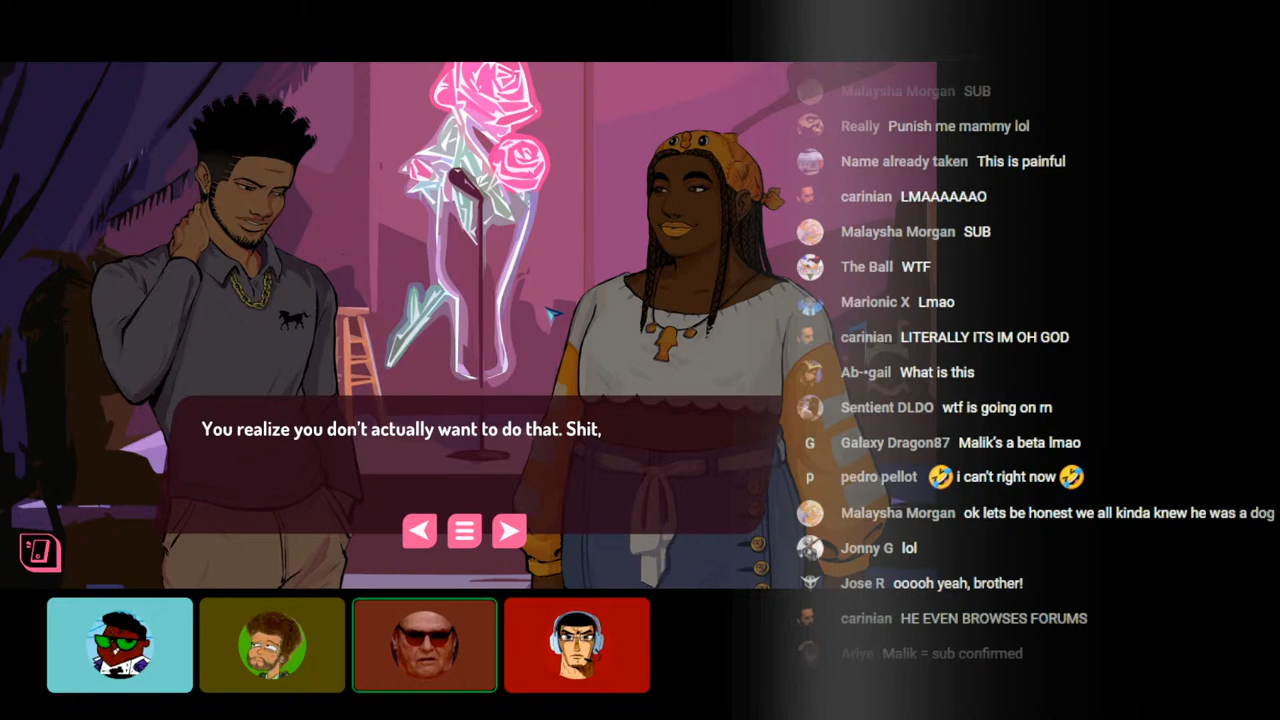 Malaysha Morgan SUB
Really Punish me mammy lol
Name already taken This is painful
carinian LMAAAAAAO
Malaysha Morgan SUB
The Ball WTF
Marionic X Lmao
carinian LITERALLY ITS IM OH GOD
Ab-•gail What is this
Sentient DLDO wtf is going on rn
G Galaxy Dragon87 Malik's a beta lmao
p pedro pellot 🤣 i can't right now 🤣
Malaysha Morgan ok lets be honest we all kinda knew he was a dog
Jonny G lol
Jose R ooooh yeah, brother!
carinian HE EVEN BROWSES FORUMS
Ariye Malik = sub confirmed
You realize you don't actually want to do that. Shit,